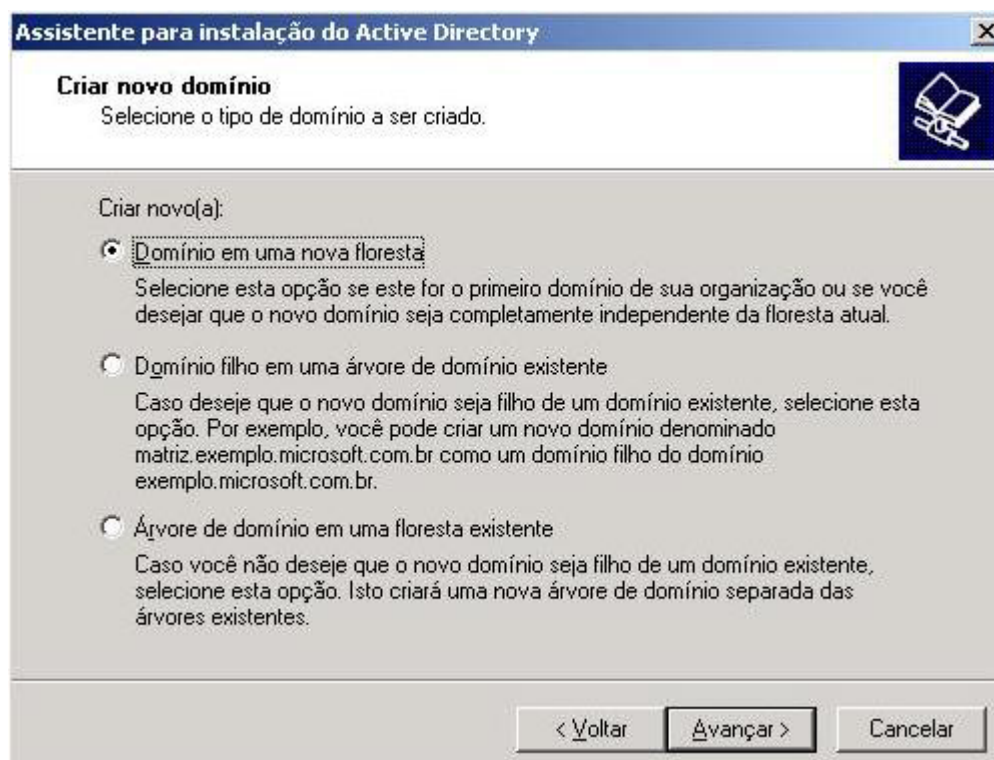 Assistente para instalação do Active Directory
Criar novo domínio
Selecione o tipo de domínio a ser criado.
Criar novo(a):
Domínio em uma nova floresta
Selecione esta opção se este for o primeiro domínio de sua organização ou se você
desejar que o novo domínio seja completamente independente da floresta atual.
Domínio filho em uma árvore de domínio existente
Caso deseje que o novo domínio seja filho de um domínio existente, selecione esta
opção. Por exemplo, você pode criar um novo domínio denominado
matriz.exemplo.microsoft.com.br como um domínio filho do domínio
exemplo.microsoft.com.br.
Árvore de domínio em uma floresta existente
Caso você não deseje que o novo domínio seja filho de um domínio existente,
selecione esta opção. Isto criará uma nova árvore de domínio separada das
árvores existentes.
< Voltar Avançar > Cancelar